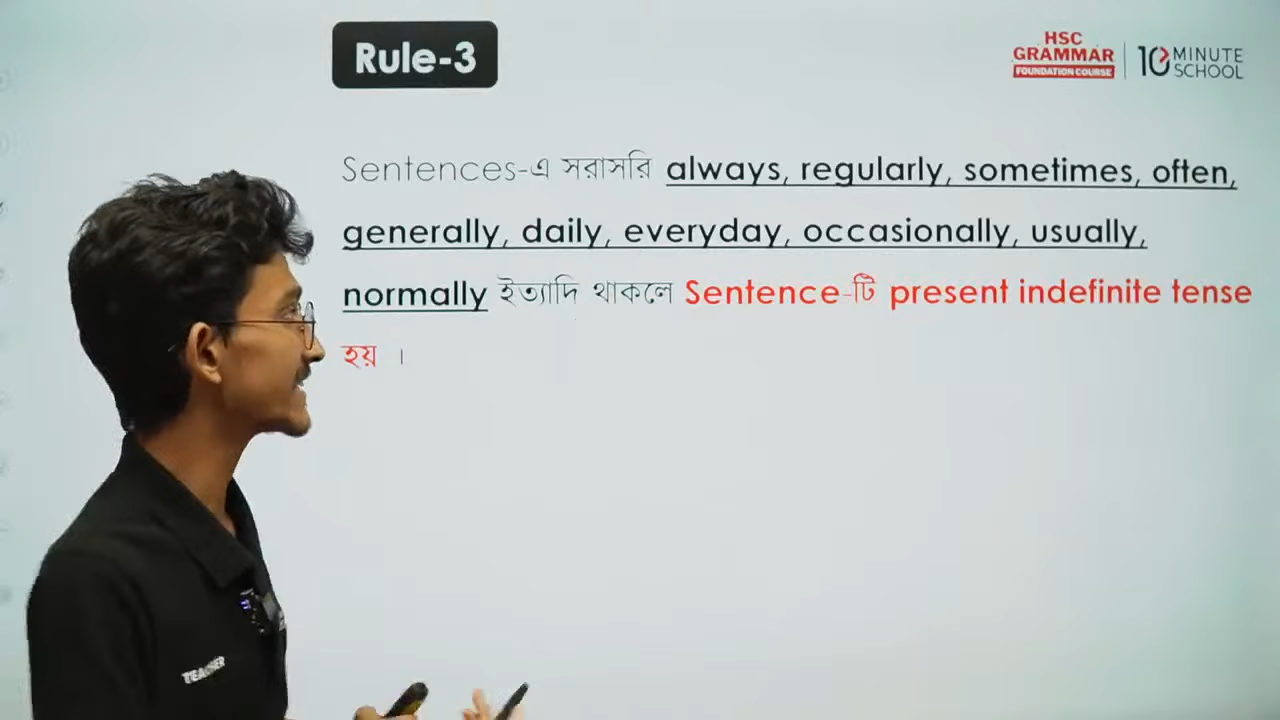 Rule-3
HSC
GRAMMAR
FOUNDATION COURSE
10 MINUTE
SCHOOL
Sentences-এ সরাসরি always, regularly, sometimes, often,
generally, daily, everyday, occasionally, usually,
normally ইত্যাদি থাকলে Sentence-টি present indefinite tense
হয় ।
TEACHER